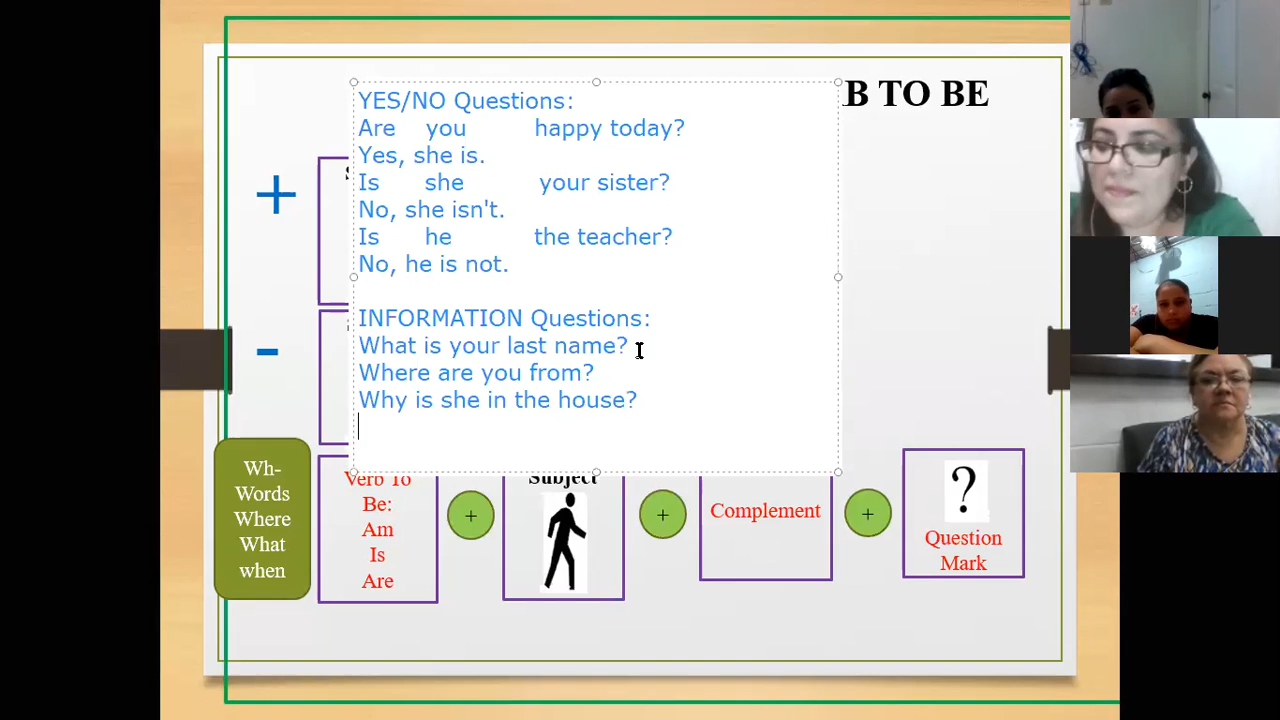 B TO BE
YES/NO Questions:
Are you happy today?
Yes, she is.
Is she your sister?
No, she isn't.
Is he the teacher?
No, he is not.
INFORMATION Questions:
What is your last name?
Where are you from?
Why is she in the house?
+
-
Wh-
Words
Where
What
when
Verb To
Be:
Am
Is
Are
+
Subject
+
Complement
+
?
Question
Mark